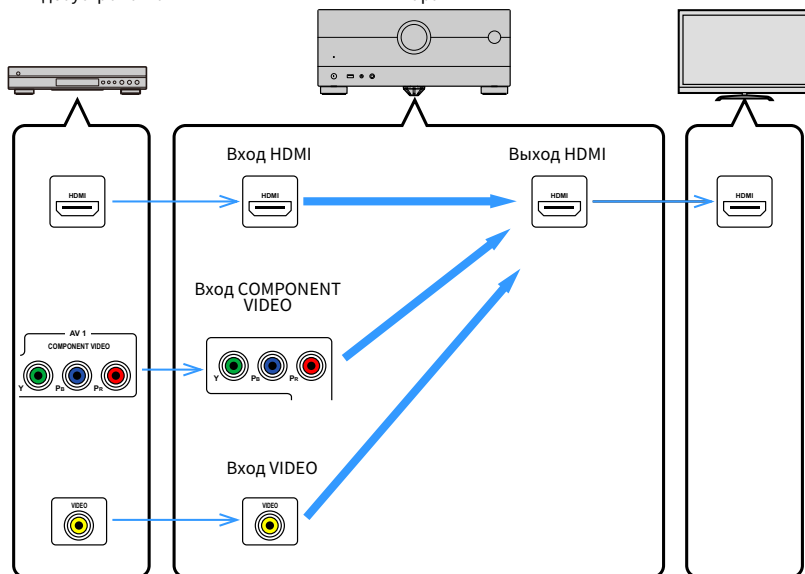 Вход HDMI
Выход HDMI
HDMI
HDMI
HDMI
HDMI
Вход COMPONENT
VIDEO
AV 1
COMPONENT VIDEO
Y PB PR
Y PB PR
Вход VIDEO
VIDEO
VIDEO